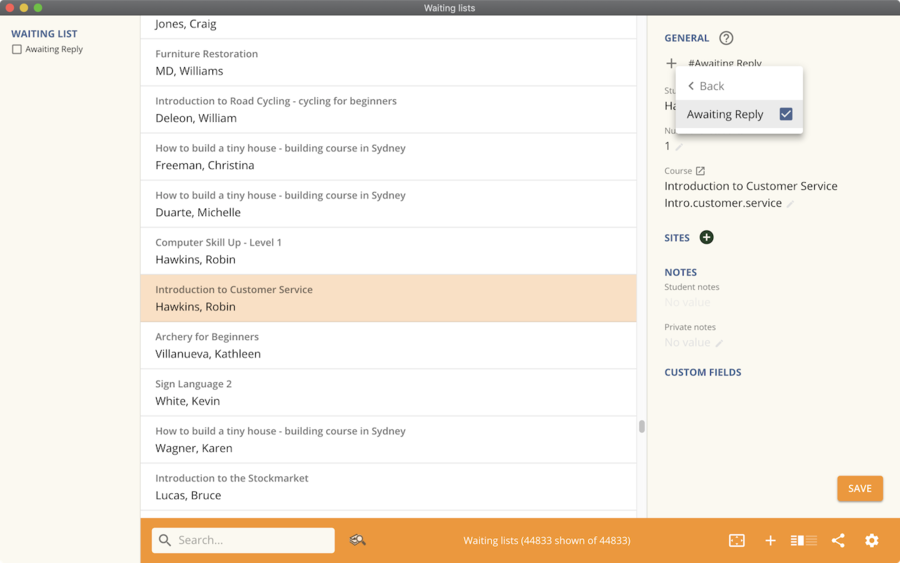 Waiting lists
WAITING LIST
Awaiting Reply
Jones, Craig
Furniture Restoration
MD, Williams
Introduction to Road Cycling - cycling for beginners
Deleon, William
How to build a tiny house - building course in Sydney
Freeman, Christina
How to build a tiny house - building course in Sydney
Duarte, Michelle
Computer Skill Up - Level 1
Hawkins, Robin
Introduction to Customer Service
Hawkins, Robin
Archery for Beginners
Villanueva, Kathleen
Sign Language 2
White, Kevin
How to build a tiny house - building course in Sydney
Wagner, Karen
Introduction to the Stockmarket
Lucas, Bruce
GENERAL
#Awaiting Reply
Back
Awaiting Reply
1
Course
Introduction to Customer Service
Intro.customer.service
SITES
NOTES
Student notes
No value
Private notes
No value
CUSTOM FIELDS
SAVE
Search...
Waiting lists (44833 shown of 44833)